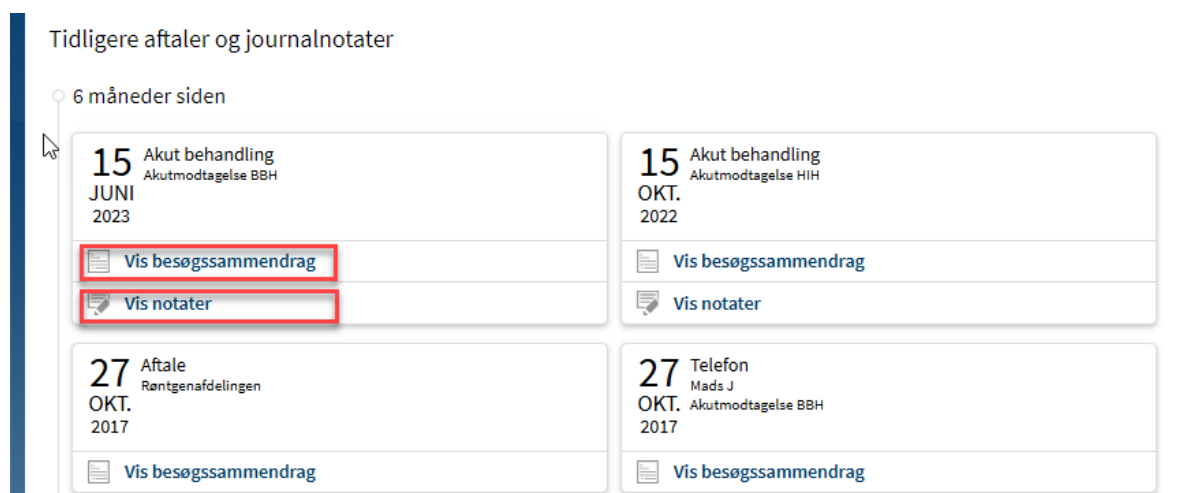 Tidligere aftaler og journalnotater
6 måneder siden
15 Akut behandling
Akutmodtagelse BBH
JUNI
2023
Vis besøgssammendrag
Vis notater
15 Akut behandling
Akutmodtagelse HIH
OKT.
2022
Vis besøgssammendrag
Vis notater
27 Aftale
Røntgenafdelingen
OKT.
2017
Vis besøgssammendrag
27 Telefon
Mads J
OKT. Akutmodtagelse BBH
2017
Vis besøgssammendrag